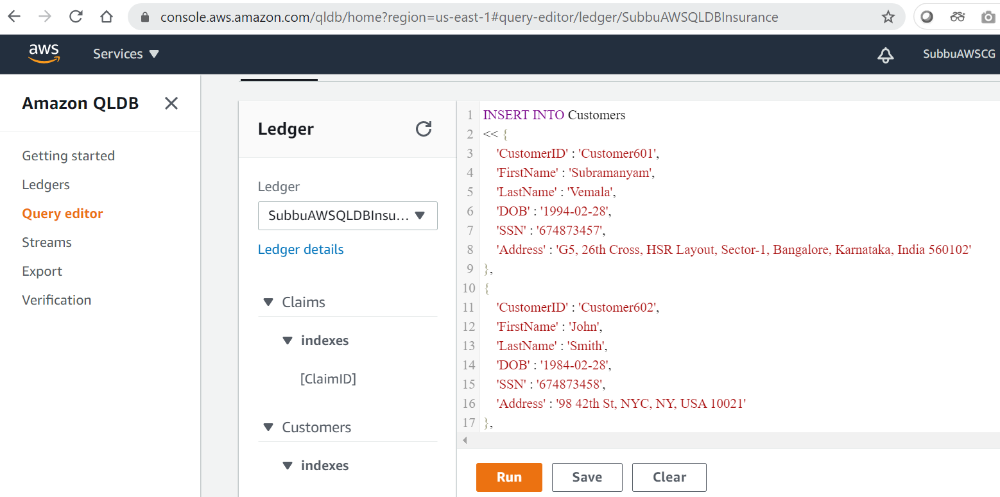 console.aws.amazon.com/qldb/home?region=us-east-1#query-editor/ledger/SubbuAWSQLDBInsurance
aws
Services
SubbuAWSCG
Amazon QLDB
Getting started
Ledgers
Query editor
Streams
Export
Verification
Ledger
Ledger
SubbuAWSQLDBInsu...
Ledger details
Claims
indexes
[ClaimID]
Customers
indexes
1 INSERT INTO Customers
2 << {
3 'CustomerID' : 'Customer601',
4 'FirstName' : 'Subramanyam',
5 'LastName' : 'Vemala',
6 'DOB' : '1994-02-28',
7 'SSN' : '674873457',
8 'Address' : 'G5, 26th Cross, HSR Layout, Sector-1, Bangalore, Karnataka, India 560102'
9 },
10 {
11 'CustomerID' : 'Customer602',
12 'FirstName' : 'John',
13 'LastName' : 'Smith',
14 'DOB' : '1984-02-28',
15 'SSN' : '674873458',
16 'Address' : '98 42th St, NYC, NY, USA 10021'
17 },
Run
Save
Clear